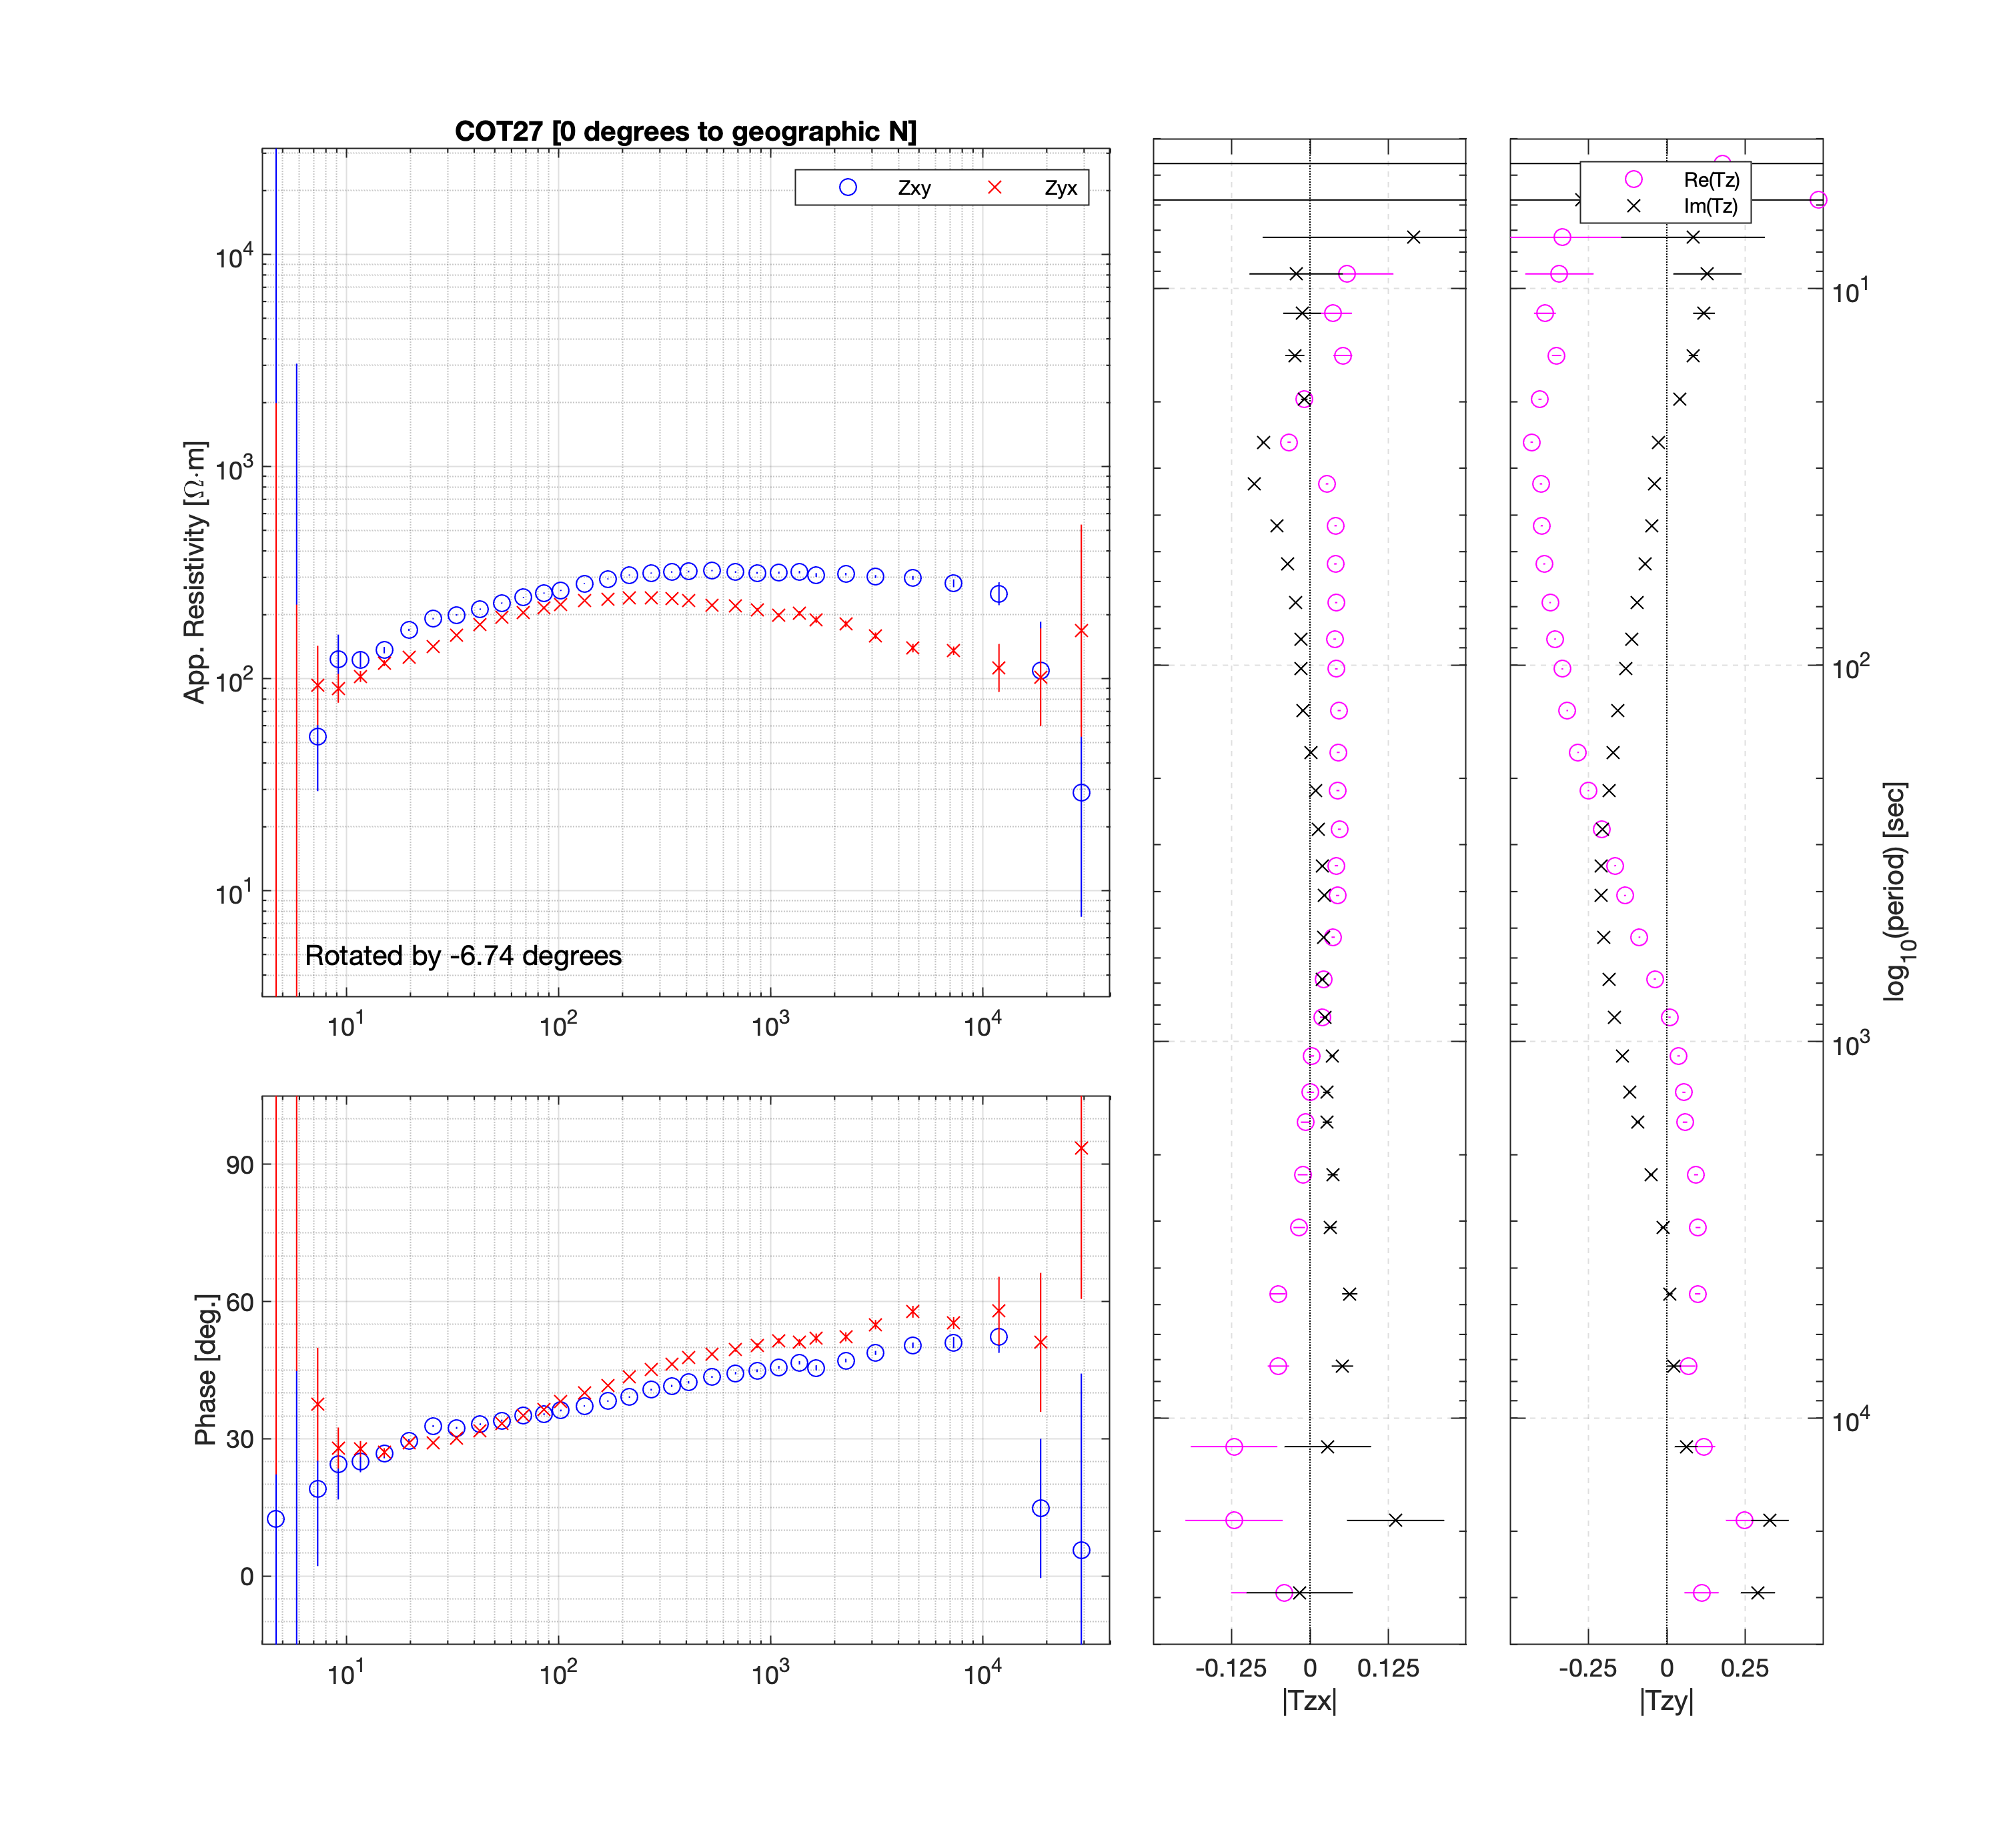 COT27 [0 degrees to geographic N]
Zxy Zyx
App. Resistivity [Ω·m]
10^4
10^3
10^2
10^1
Rotated by -6.74 degrees
10^1 10^2 10^3 10^4
Phase [deg.]
90
60
30
0
10^1 10^2 10^3 10^4
-0.125 0 0.125
|Tzx|
Re(Tz)
Im(Tz)
-0.25 0 0.25
|Tzy|
10^1
10^2
10^3
10^4
log_10(period) [sec]